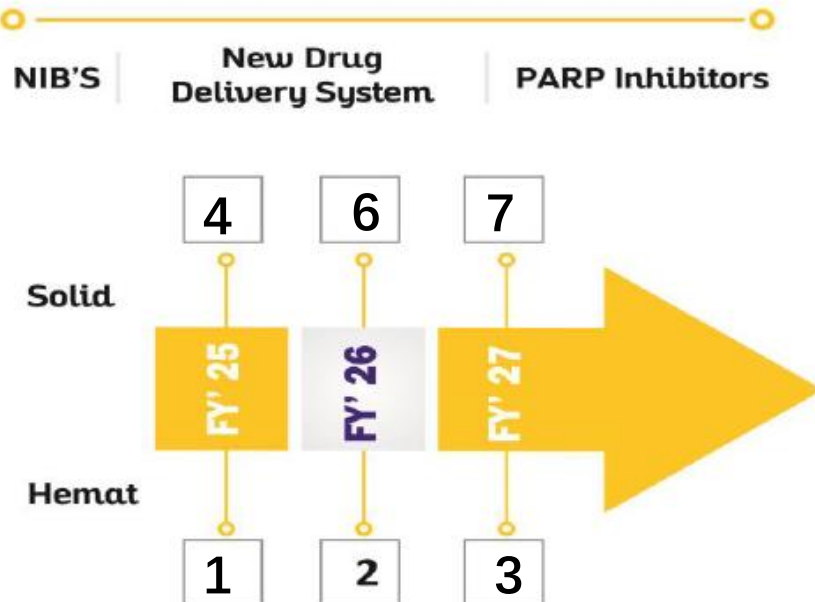 NIB'S
New Drug
Delivery System
PARP Inhibitors
4 6 7
Solid
FY' 25 FY' 26 FY' 27
Hemat
1 2 3